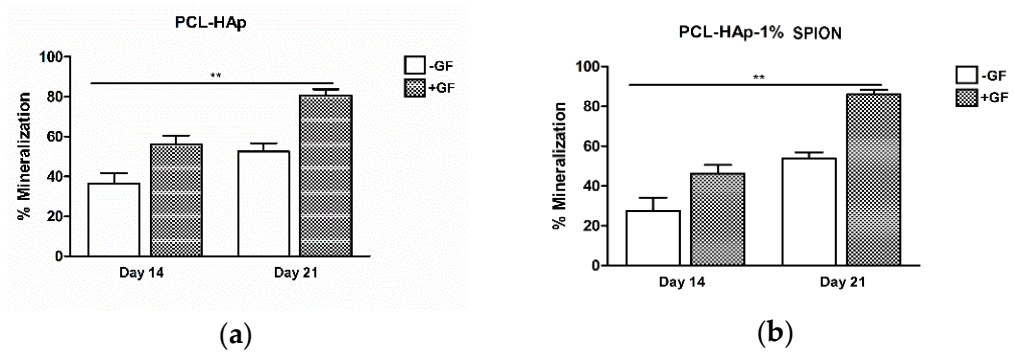 PCL-HAp
% Mineralization
100
80
60
40
20
0
**
-GF
+GF
Day 14
Day 21
(a)
PCL-HAp-1% SPION
% Mineralization
100
80
60
40
20
0
**
-GF
+GF
Day 14
Day 21
(b)